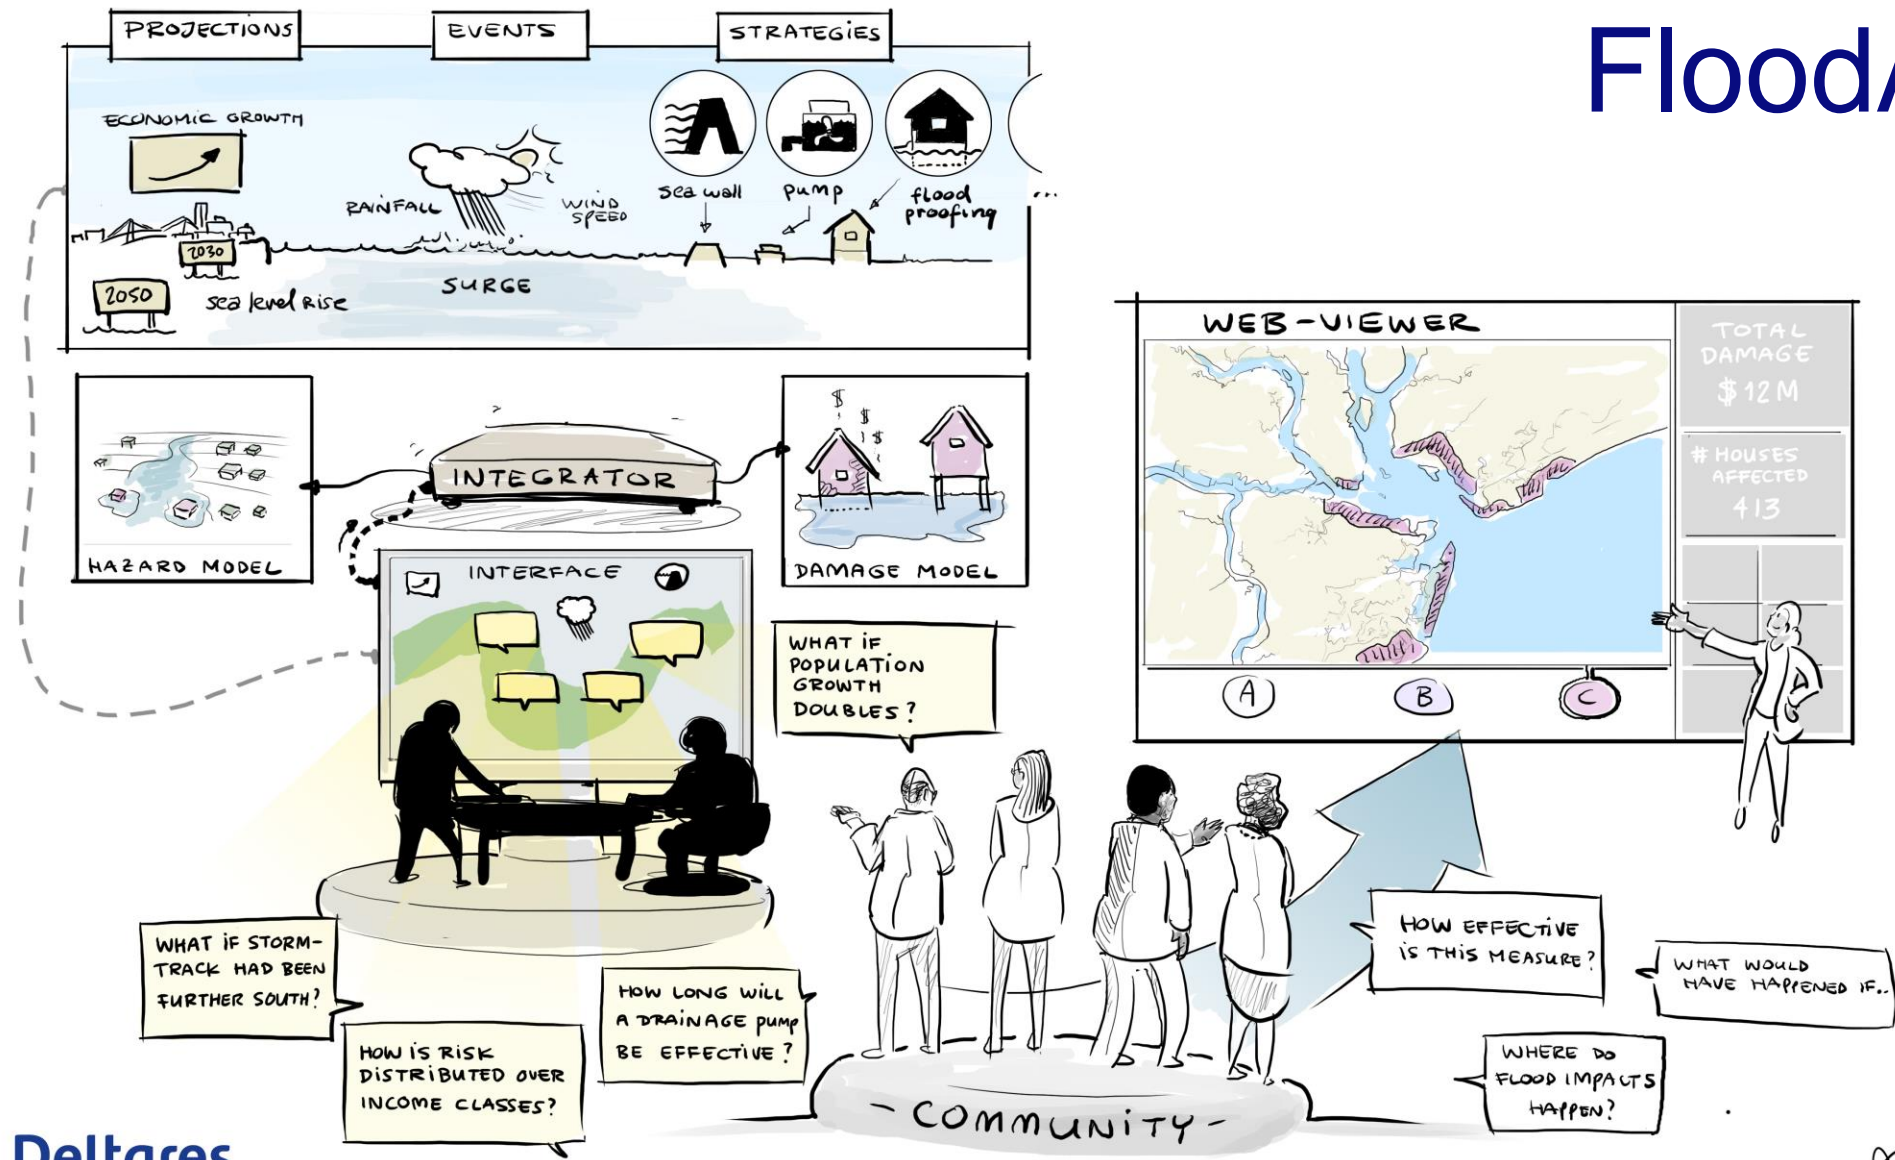 PROJECTIONS
EVENTS
STRATEGIES
FloodA
ECONOMIC GROWTH
RAINFALL
WIND
SPEED
sea wall
pump
flood
proofing
...
2030
2050
sea level Rise
SURGE
HAZARD MODEL
INTEGRATOR
$
$
$
DAMAGE MODEL
INTERFACE
WEB-VIEWER
TOTAL
DAMAGE
$12M
# HOUSES
AFFECTED
413
A
B
C
WHAT iF
POPULATION
GROWTH
DOUBLES?
WHAT iF STORM-
TRACK HAD BEEN
FURTHER SOUTH?
HOW iS RiSK
DiSTRiBUTED OVER
INCOME CLASSES?
HOW LONG WiLL
A DRAiNAGE pump
BE EFFECTiVE?
HOW EFFECTiVE
iS THiS MEASURE?
WHAT WOULD
HAVE HAPPENED iF..
WHERE DO
FLOOD IMPACTS
HAPPEN?
- COMMUNiTY -
Deltares